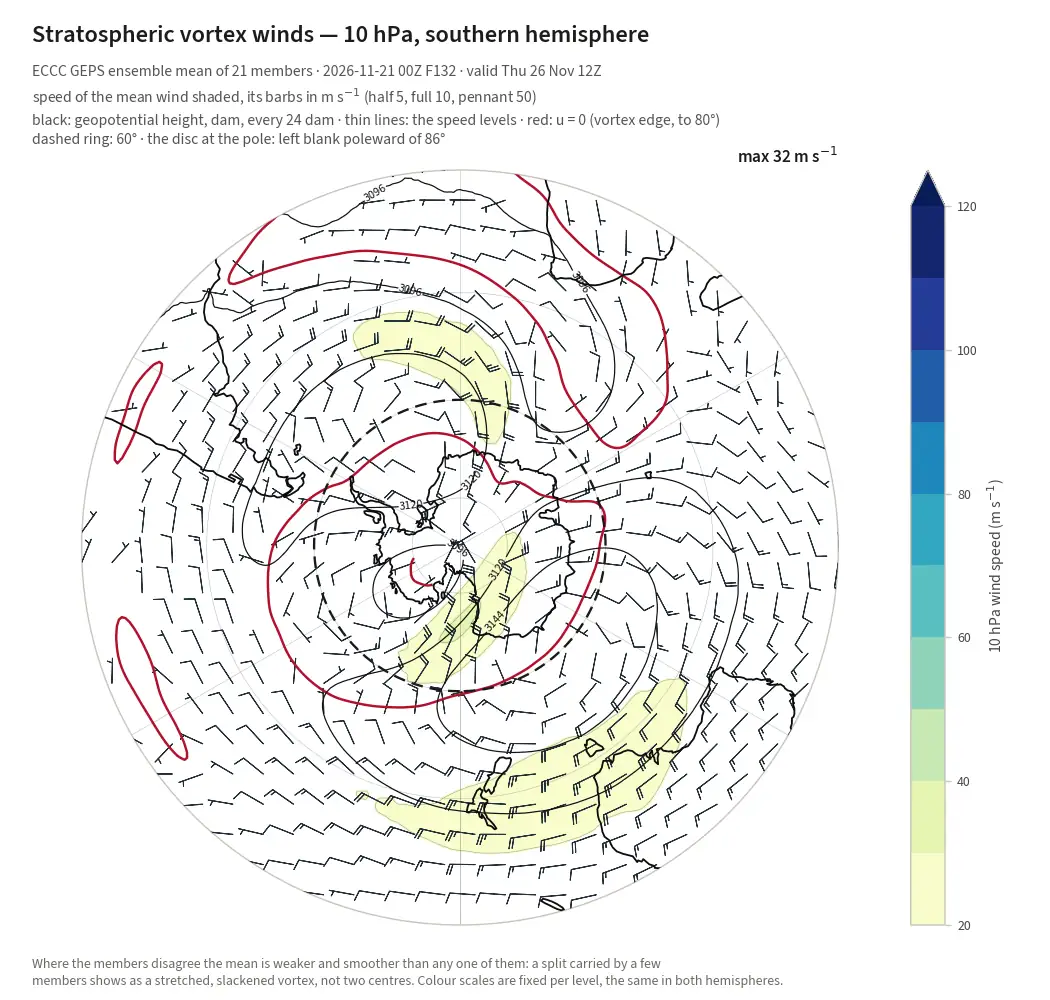 Stratospheric vortex winds — 10 hPa, southern hemisphere
ECCC GEPS ensemble mean of 21 members · 2026-11-21 00Z F132 · valid Thu 26 Nov 12Z
speed of the mean wind shaded, its barbs in m s⁻¹ (half 5, full 10, pennant 50)
black: geopotential height, dam, every 24 dam · thin lines: the speed levels · red: u = 0 (vortex edge, to 80°)
dashed ring: 60° · the disc at the pole: left blank poleward of 86°
max 32 m s⁻¹
3096
3096
3096
3120
3120
3096
3120
3144
120
100
80
60
40
20
10 hPa wind speed (m s⁻¹)
Where the members disagree the mean is weaker and smoother than any one of them: a split carried by a few
members shows as a stretched, slackened vortex, not two centres. Colour scales are fixed per level, the same in both hemispheres.